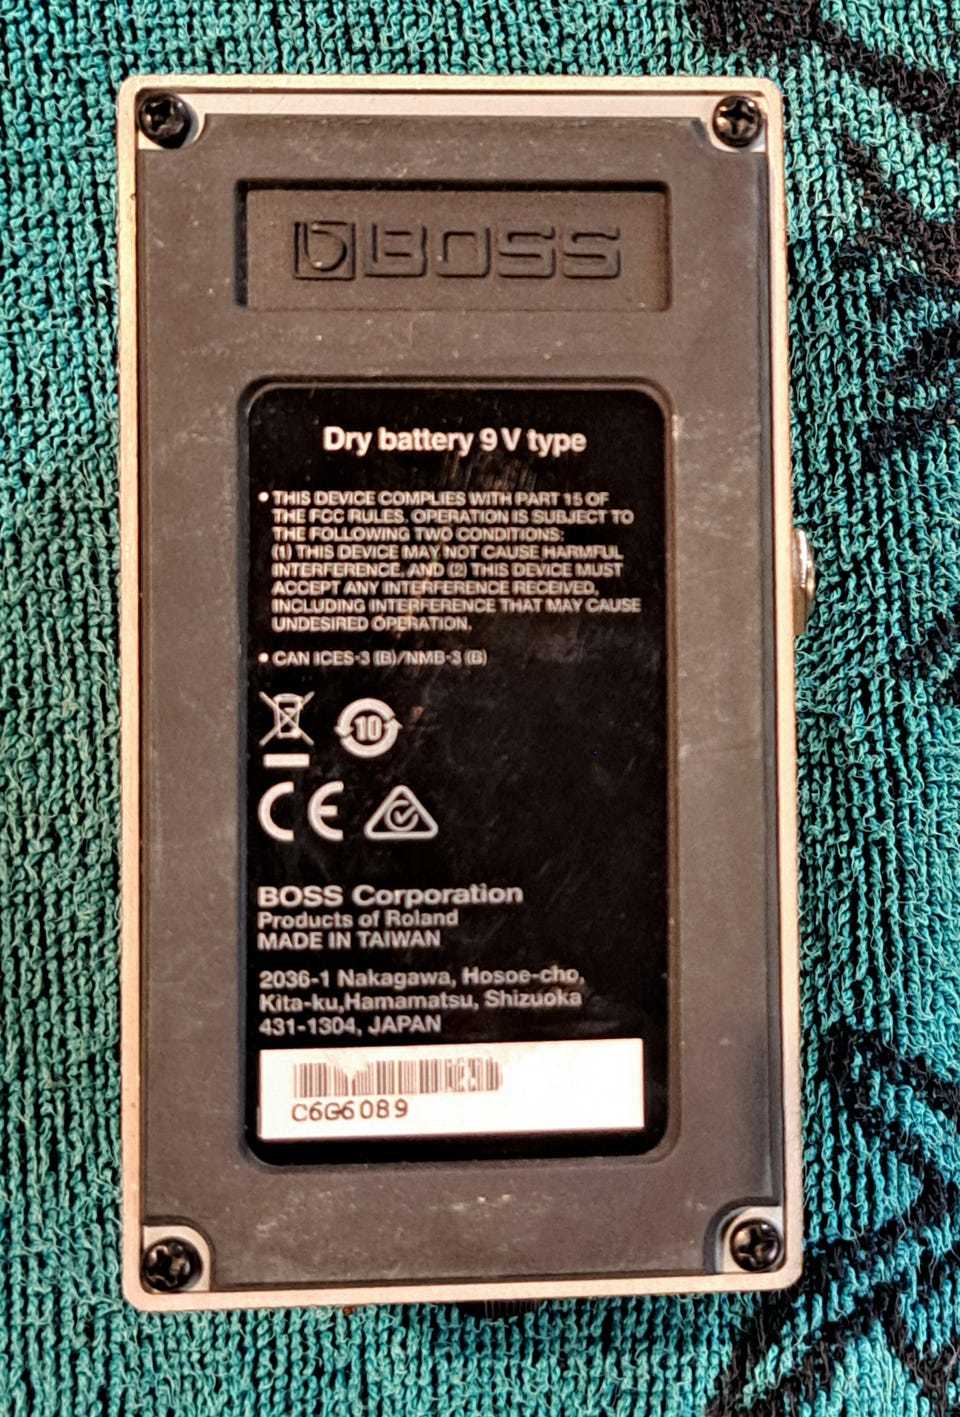 BOSS
Dry battery 9 V type
• THIS DEVICE COMPLIES WITH PART 15 OF
THE FCC RULES. OPERATION IS SUBJECT TO
THE FOLLOWING TWO CONDITIONS:
(1) THIS DEVICE MAY NOT CAUSE HARMFUL
INTERFERENCE, AND (2) THIS DEVICE MUST
ACCEPT ANY INTERFERENCE RECEIVED,
INCLUDING INTERFERENCE THAT MAY CAUSE
UNDESIRED OPERATION.
• CAN ICES-3 (B)/NMB-3 (B)
10
CE
BOSS Corporation
Products of Roland
MADE IN TAIWAN
2036-1 Nakagawa, Hosoe-cho,
Kita-ku,Hamamatsu, Shizuoka
431-1304, JAPAN
C6G6089